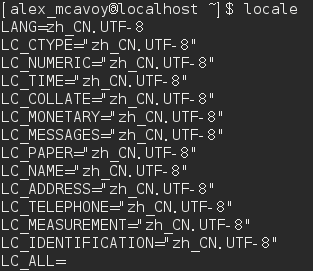 [alex_mcavoy@localhost ~]$ locale
LANG=zh_CN.UTF-8
LC_CTYPE="zh_CN.UTF-8"
LC_NUMERIC="zh_CN.UTF-8"
LC_TIME="zh_CN.UTF-8"
LC_COLLATE="zh_CN.UTF-8"
LC_MONETARY="zh_CN.UTF-8"
LC_MESSAGES="zh_CN.UTF-8"
LC_PAPER="zh_CN.UTF-8"
LC_NAME="zh_CN.UTF-8"
LC_ADDRESS="zh_CN.UTF-8"
LC_TELEPHONE="zh_CN.UTF-8"
LC_MEASUREMENT="zh_CN.UTF-8"
LC_IDENTIFICATION="zh_CN.UTF-8"
LC_ALL=